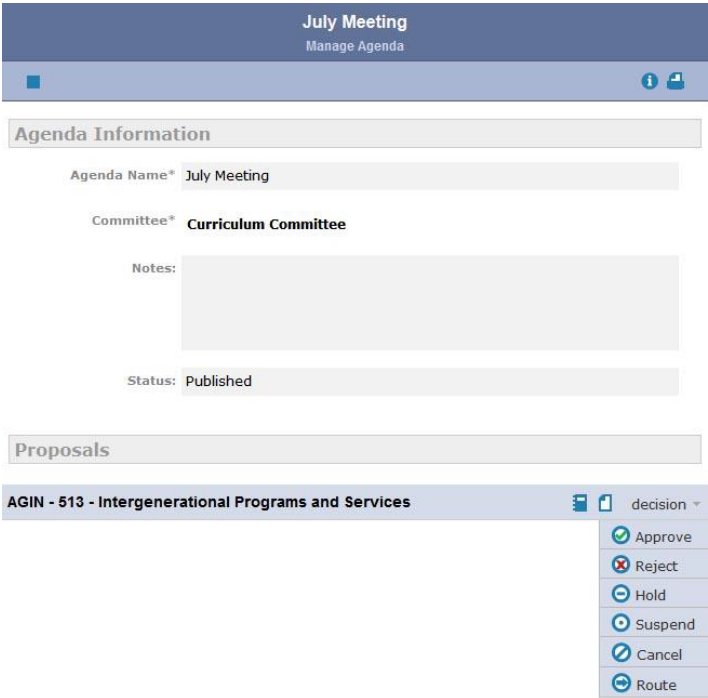 July Meeting
Manage Agenda
Agenda Information
Agenda Name* July Meeting
Committee* Curriculum Committee
Notes:
Status: Published
Proposals
AGIN - 513 - Intergenerational Programs and Services decision
Approve
Reject
Hold
Suspend
Cancel
Route